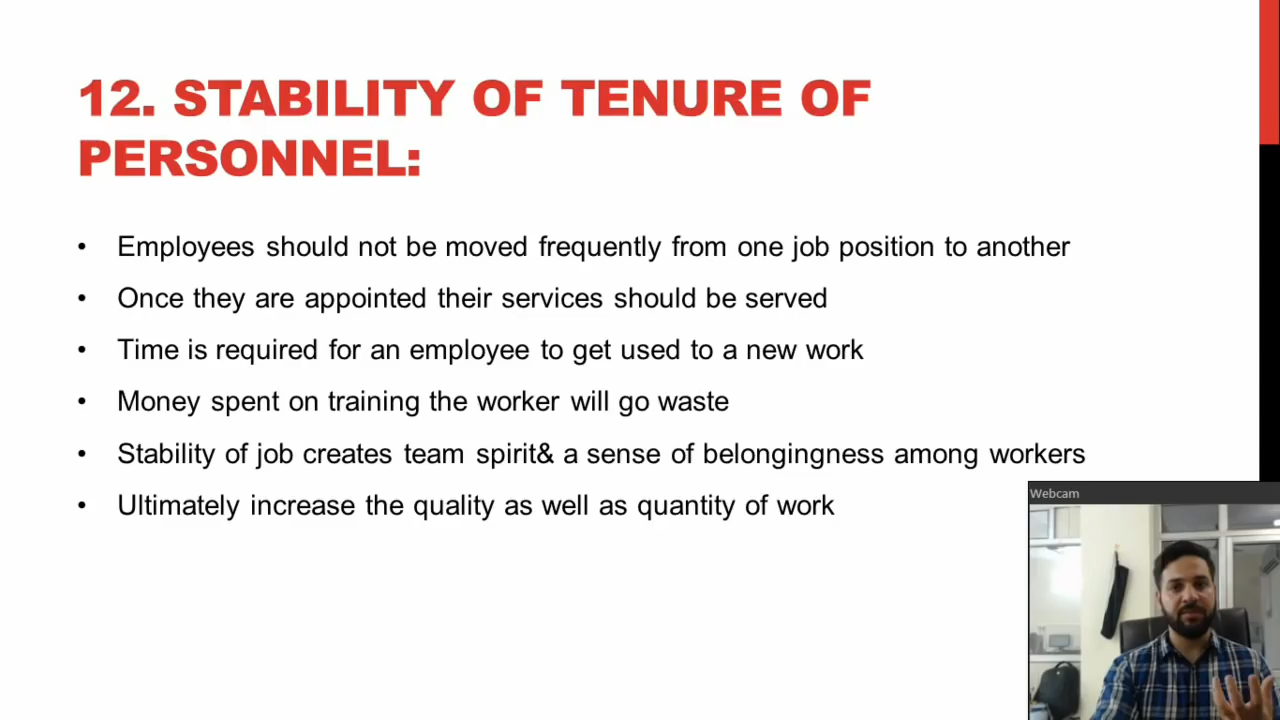 12. STABILITY OF TENURE OF
PERSONNEL:
• Employees should not be moved frequently from one job position to another
• Once they are appointed their services should be served
• Time is required for an employee to get used to a new work
• Money spent on training the worker will go waste
• Stability of job creates team spirit& a sense of belongingness among workers
• Ultimately increase the quality as well as quantity of work
Webcam